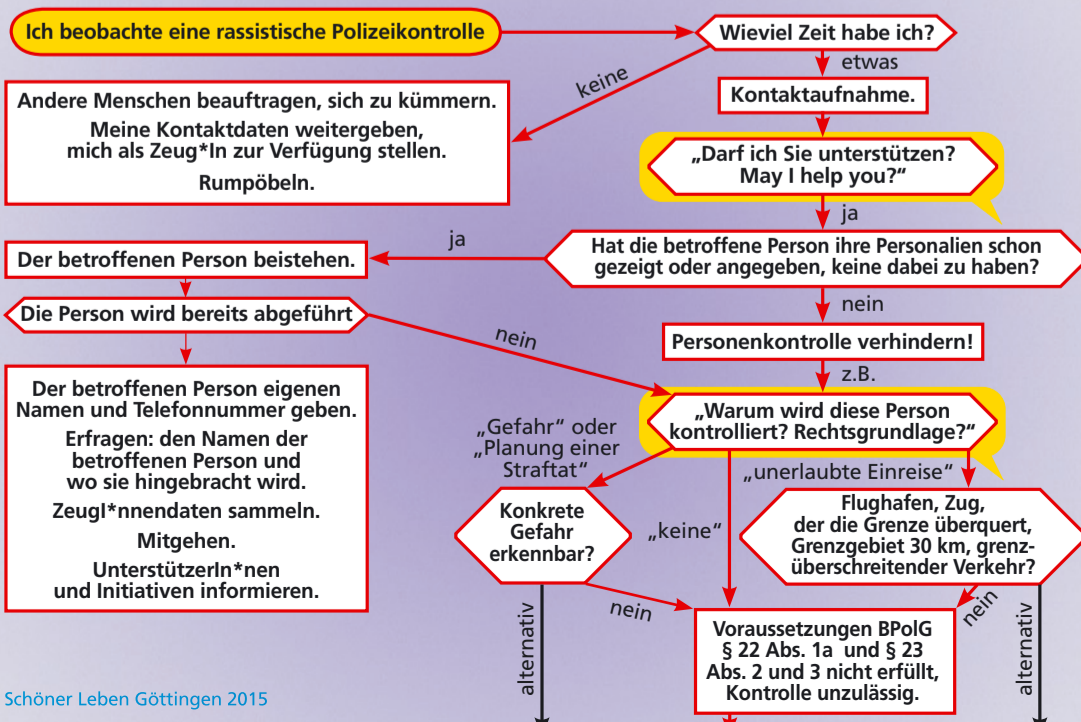 Ich beobachte eine rassistische Polizeikontrolle
Wieviel Zeit habe ich?
keine
etwas
Andere Menschen beauftragen, sich zu kümmern.
Meine Kontaktdaten weitergeben,
mich als Zeug*In zur Verfügung stellen.
Rumpöbeln.
Kontaktaufnahme.
„Darf ich Sie unterstützen?
May I help you?“
ja
Hat die betroffene Person ihre Personalien schon
gezeigt oder angegeben, keine dabei zu haben?
ja
Der betroffenen Person beistehen.
Die Person wird bereits abgeführt
nein
Der betroffenen Person eigenen
Namen und Telefonnummer geben.
Erfragen: den Namen der
betroffenen Person und
wo sie hingebracht wird.
ZeugI*nnendaten sammeln.
Mitgehen.
UnterstützerIn*nen
und Initiativen informieren.
nein
Personenkontrolle verhindern!
z.B.
„Warum wird diese Person
kontrolliert? Rechtsgrundlage?“
„Gefahr“ oder
„Planung einer
Straftat“
Konkrete
Gefahr
erkennbar?
„keine“
„unerlaubte Einreise“
Flughafen, Zug,
der die Grenze überquert,
Grenzgebiet 30 km, grenz-
überschreitender Verkehr?
alternativ
nein
nein
alternativ
Voraussetzungen BPolG
§ 22 Abs. 1a und § 23
Abs. 2 und 3 nicht erfüllt,
Kontrolle unzulässig.
Schöner Leben Göttingen 2015